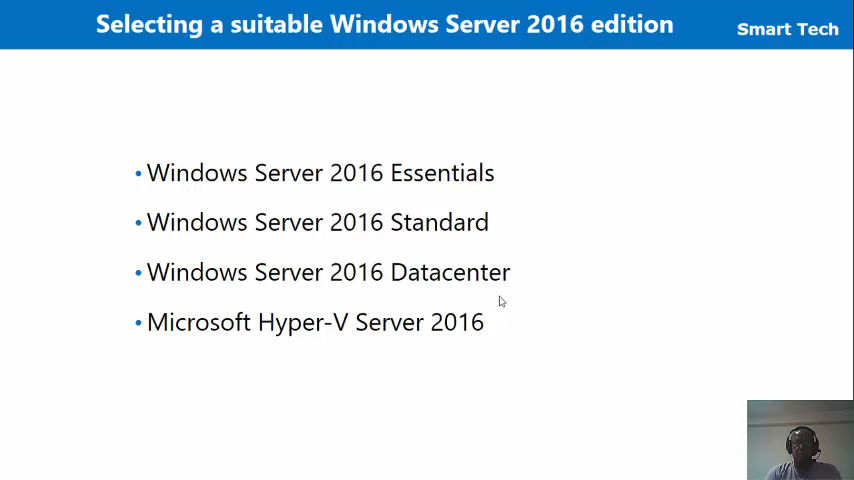 Selecting a suitable Windows Server 2016 edition
Smart Tech
• Windows Server 2016 Essentials
• Windows Server 2016 Standard
• Windows Server 2016 Datacenter
• Microsoft Hyper-V Server 2016